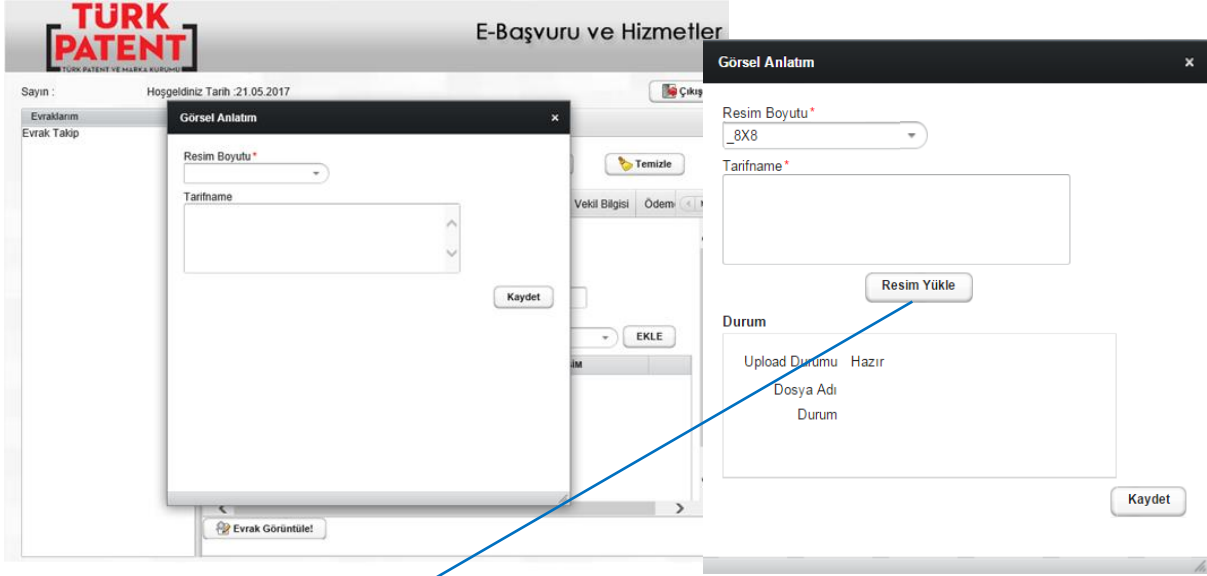 TÜRK
PATENT
TÜRK PATENT VE MARKA KURUMU
E-Başvuru ve Hizmetler
Sayın : Hoşgeldiniz Tarih :21.05.2017
Çıkış
Evraklarım
Evrak Takip
Görsel Anlatım x
Resim Boyutu*
Tarifname
Kaydet
Temizle
Vekil Bilgisi Ödem
EKLE
Evrak Görüntüle!
Görsel Anlatım x
Resim Boyutu*
_8X8
Tarifname*
Resim Yükle
Durum
Upload Durumu Hazır
Dosya Adı
Durum
Kaydet